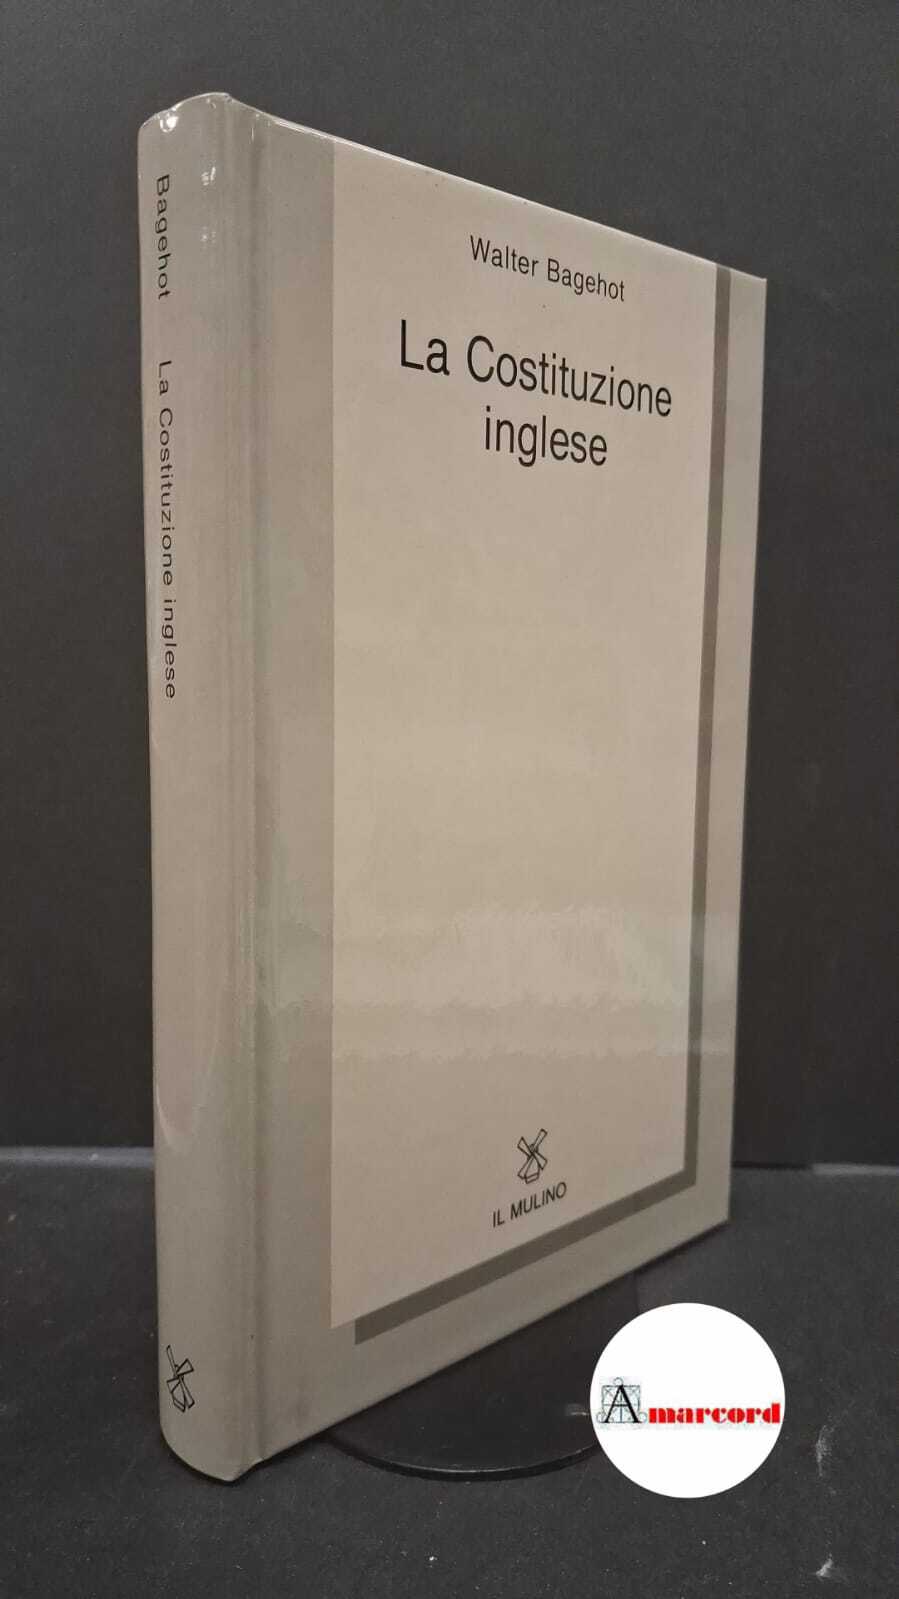 Bagehot La Costituzione inglese
Walter Bagehot
La Costituzione
inglese
IL MULINO
Amarcord